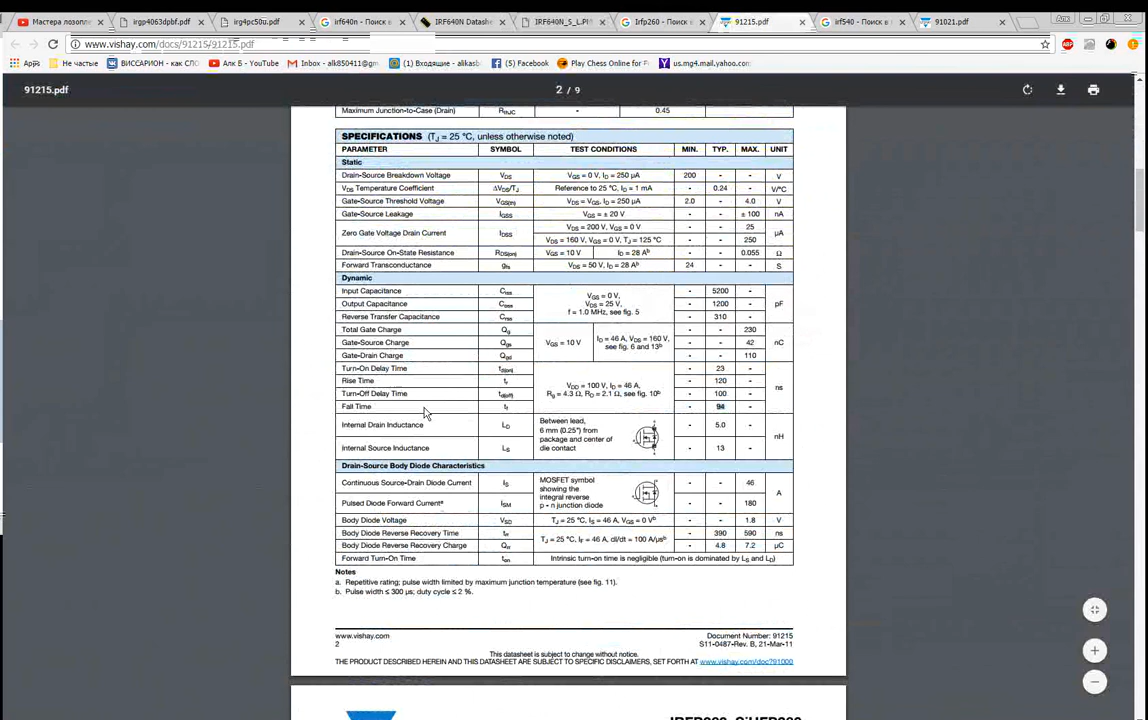 Мастера лозопле
irgp4063dpbf.pdf
irg4pc50u.pdf
irf640n - Поиск в
IRF640N Datashe
IRF640N_S_L.PM
Irfp260 - Поиск в
91215.pdf
irf540 - Поиск в
91021.pdf
Алк
www.vishay.com/docs/91215/91215.pdf
Apps
Не частые
ВИССАРИОН - как СЛО
Алк Б - YouTube
Inbox - alk850411@gm
(1) Входящие - alikasb
(5) Facebook
Play Chess Online for
us.mg4.mail.yahoo.com
91215.pdf
2 / 9
Maximum Junction-to-Case (Drain) RthJC - 0.45
SPECIFICATIONS (TJ = 25 °C, unless otherwise noted)
PARAMETER SYMBOL TEST CONDITIONS MIN. TYP. MAX. UNIT
Static
Drain-Source Breakdown Voltage VDS VGS = 0 V, ID = 250 µA 200 - - V
VDS Temperature Coefficient ΔVDS/TJ Reference to 25 °C, ID = 1 mA - 0.24 - V/°C
Gate-Source Threshold Voltage VGS(th) VDS = VGS, ID = 250 µA 2.0 - 4.0 V
Gate-Source Leakage IGSS VGS = ± 20 V - - ± 100 nA
Zero Gate Voltage Drain Current IDSS VDS = 200 V, VGS = 0 V - - 25 µA
VDS = 160 V, VGS = 0 V, TJ = 125 °C - - 250
Drain-Source On-State Resistance RDS(on) VGS = 10 V ID = 28 Ab - - 0.055 Ω
Forward Transconductance gfs VDS = 50 V, ID = 28 Ab 24 - - S
Dynamic
Input Capacitance Ciss VGS = 0 V, VDS = 25 V, f = 1.0 MHz, see fig. 5 - 5200 - pF
Output Capacitance Coss - 1200 -
Reverse Transfer Capacitance Crss - 310 -
Total Gate Charge Qg VGS = 10 V ID = 46 A, VDS = 160 V, see fig. 6 and 13b - - 230 nC
Gate-Source Charge Qgs - - 42
Gate-Drain Charge Qgd - - 110
Turn-On Delay Time td(on) VDD = 100 V, ID = 46 A, Rg = 4.3 Ω, RD = 2.1 Ω, see fig. 10b - 23 - ns
Rise Time tr - 120 -
Turn-Off Delay Time td(off) - 100 -
Fall Time tf - 94 -
Internal Drain Inductance LD Between lead, 6 mm (0.25") from package and center of die contact - 5.0 - nH
Internal Source Inductance LS - 13 -
Drain-Source Body Diode Characteristics
Continuous Source-Drain Diode Current IS MOSFET symbol showing the integral reverse p - n junction diode - - 46 A
Pulsed Diode Forward Currenta ISM - - 180
Body Diode Voltage VSD TJ = 25 °C, IS = 46 A, VGS = 0 Vb - - 1.8 V
Body Diode Reverse Recovery Time trr TJ = 25 °C, IF = 46 A, dI/dt = 100 A/µsb - 390 590 ns
Body Diode Reverse Recovery Charge Qrr - 4.8 7.2 µC
Forward Turn-On Time ton Intrinsic turn-on time is negligible (turn-on is dominated by LS and LD)
Notes
a. Repetitive rating; pulse width limited by maximum junction temperature (see fig. 11).
b. Pulse width ≤ 300 µs; duty cycle ≤ 2 %.
www.vishay.com Document Number: 91215
2 S11-0487-Rev. B, 21-Mar-11
This datasheet is subject to change without notice.
THE PRODUCT DESCRIBED HEREIN AND THIS DATASHEET ARE SUBJECT TO SPECIFIC DISCLAIMERS, SET FORTH AT www.vishay.com/doc?91000